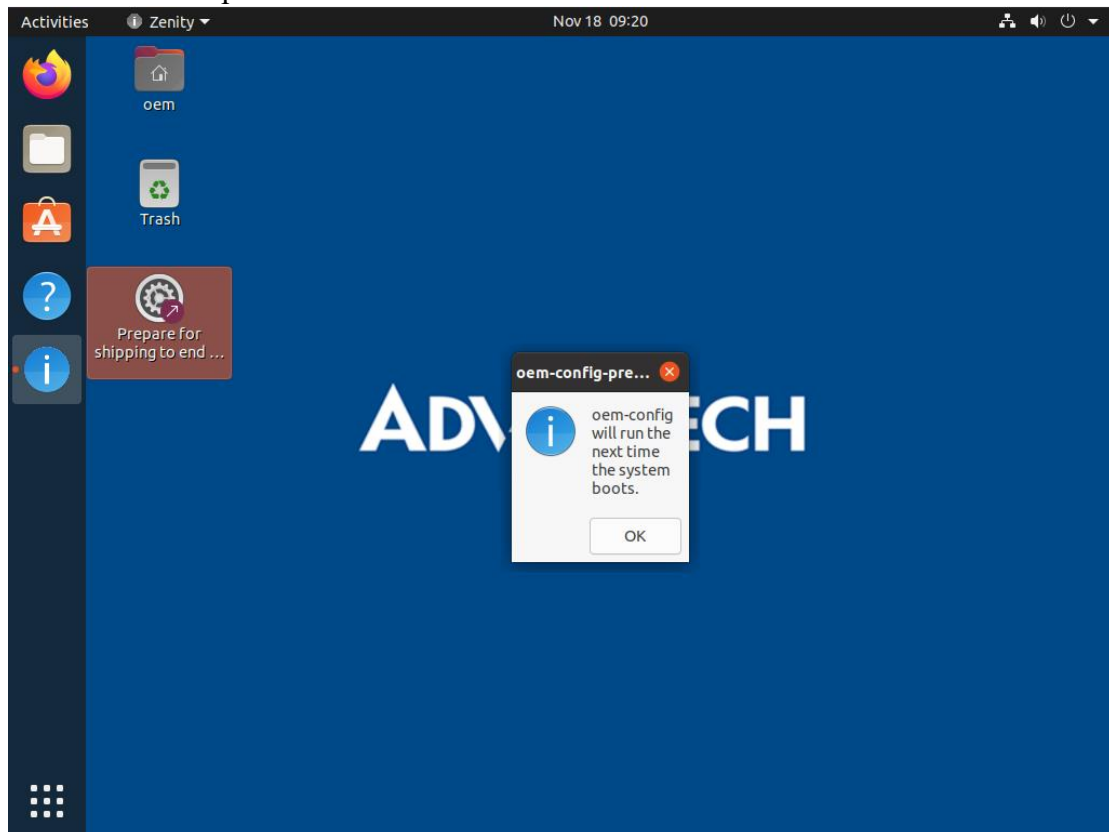 Activities
Zenity
Nov 18 09:20
oem
Trash
Prepare for
shipping to end ...
oem-config-pre...
oem-config
will run the
next time
the system
boots.
OK
ADV
ECH